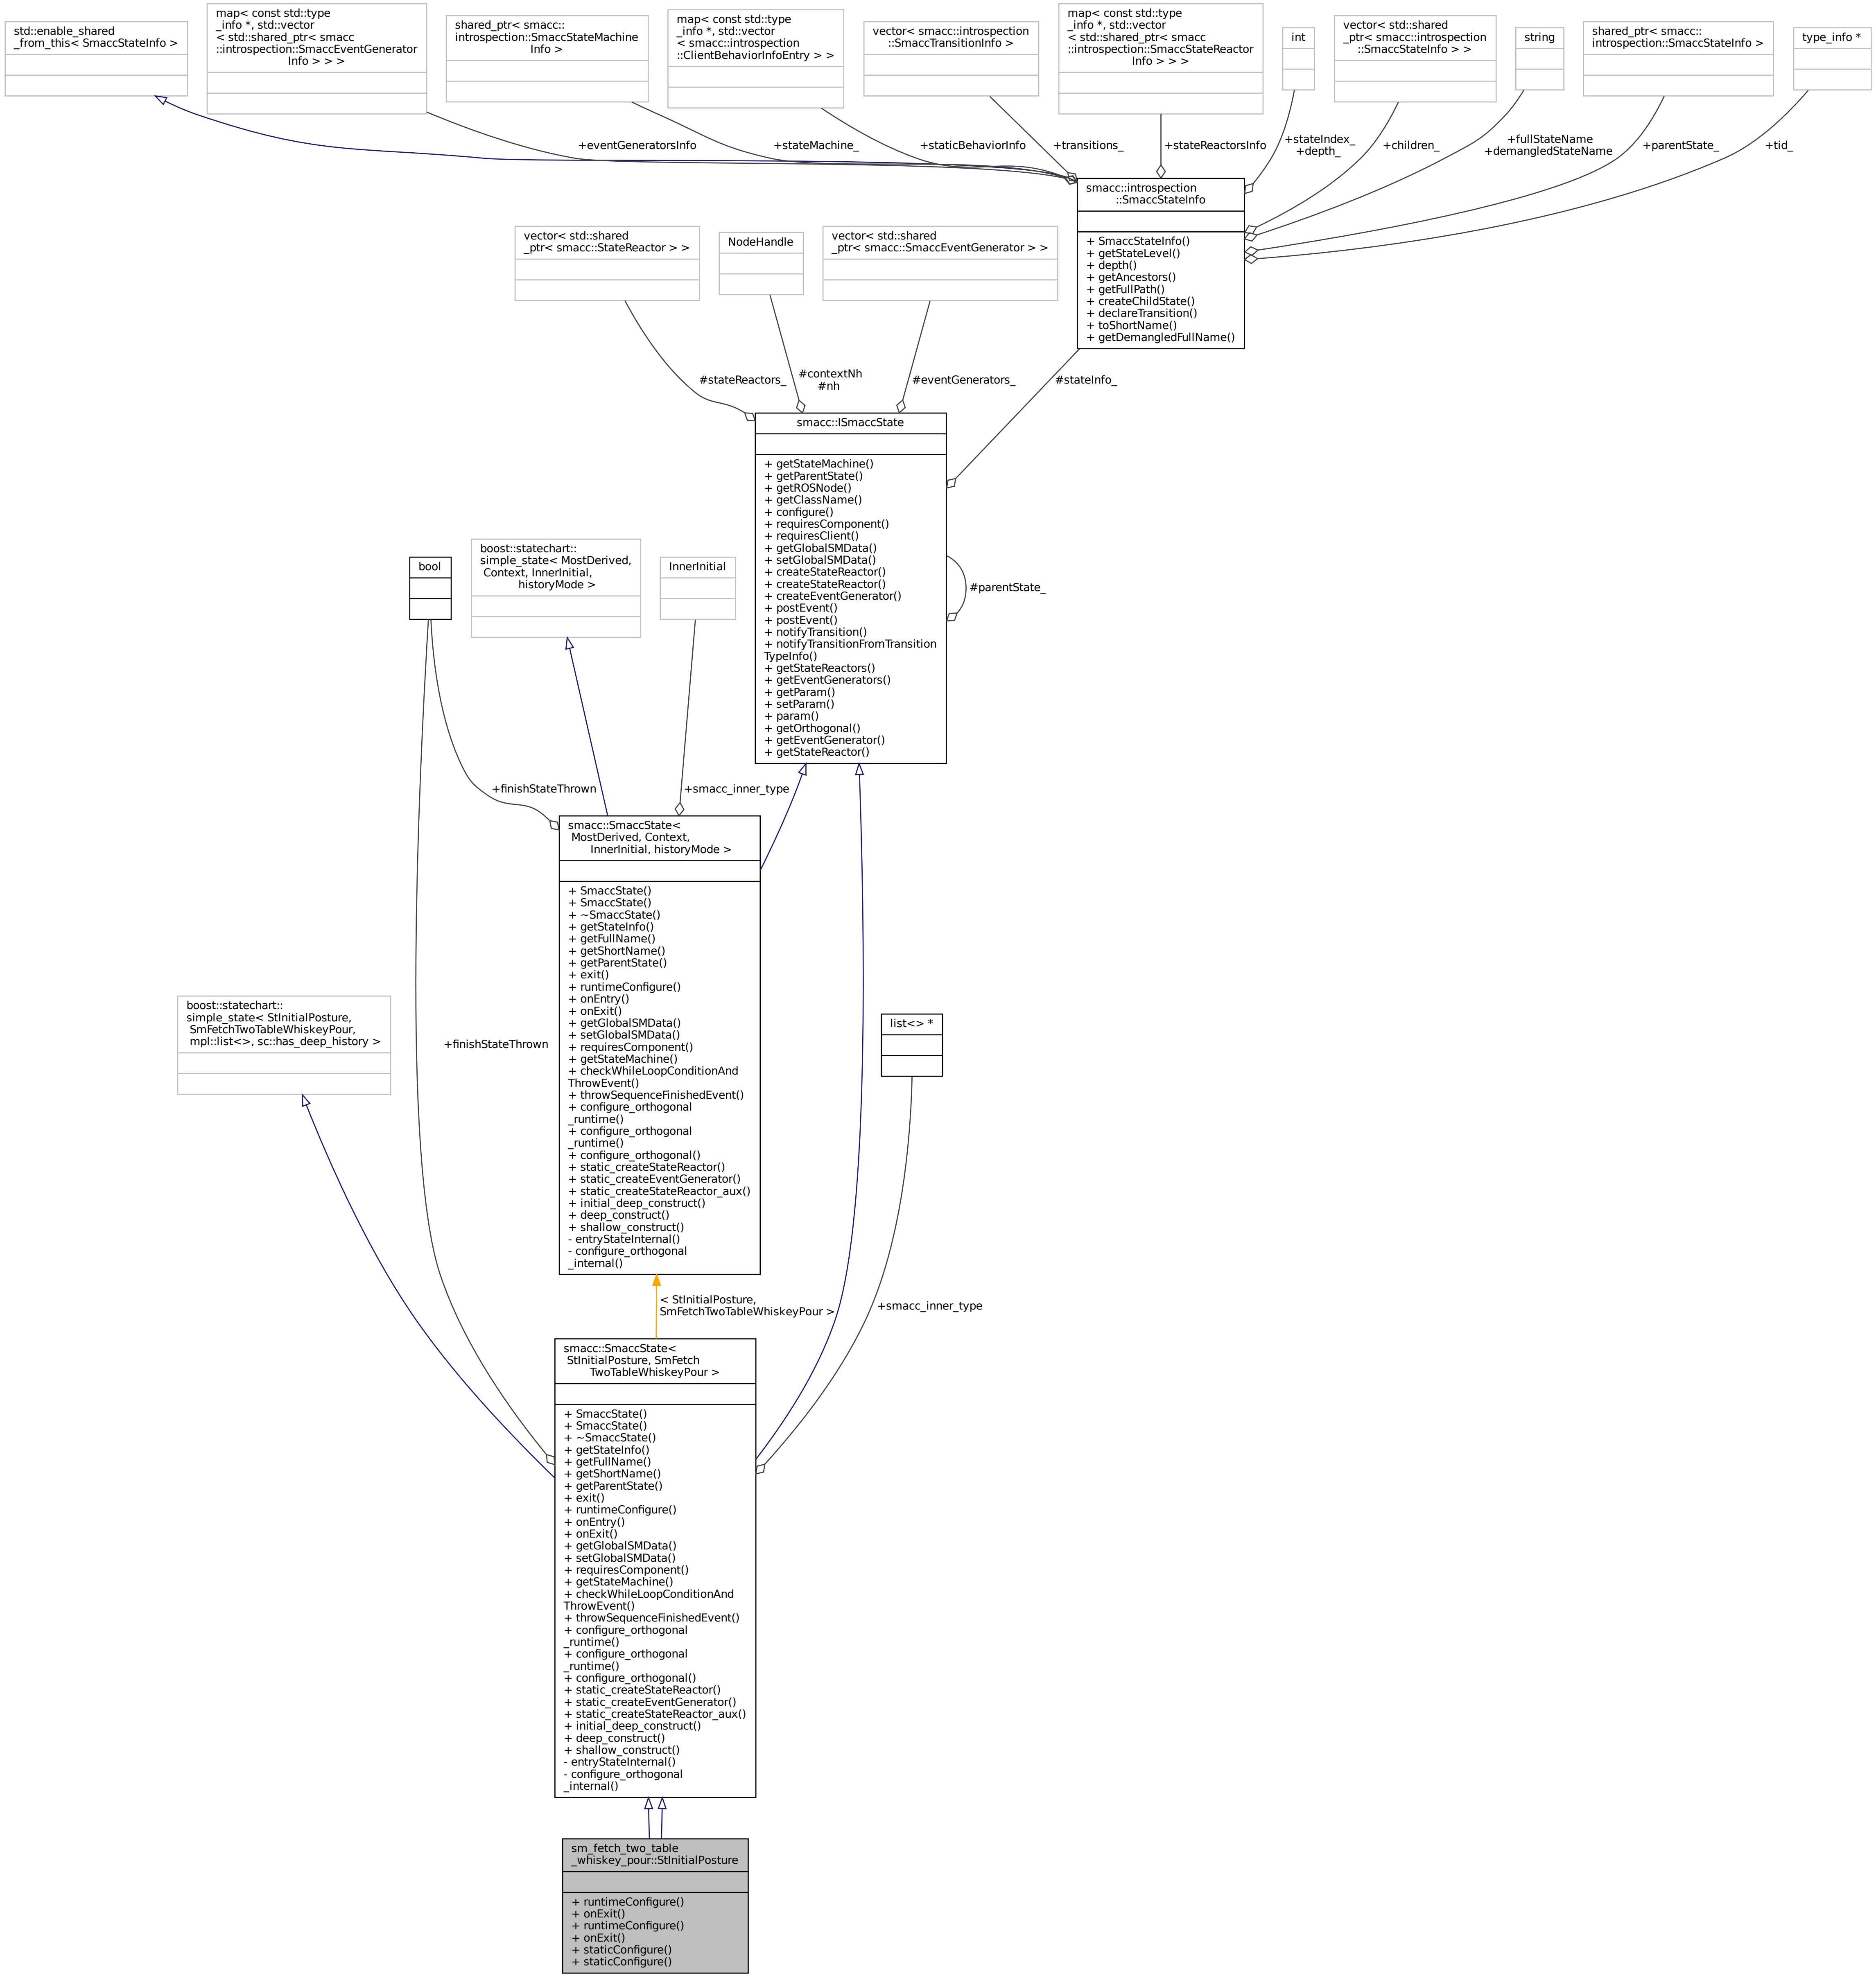 std::enable_shared
_from_this< SmaccStateInfo >
map< const std::type
_info *, std::vector
< std::shared_ptr< smacc
::introspection::SmaccEventGenerator
Info > > >
shared_ptr< smacc::
introspection::SmaccStateMachine
Info >
map< const std::type
_info *, std::vector
< smacc::introspection
::ClientBehaviorInfoEntry > >
vector< smacc::introspection
::SmaccTransitionInfo >
map< const std::type
_info *, std::vector
< std::shared_ptr< smacc
::introspection::SmaccStateReactor
Info > > >
int
vector< std::shared
_ptr< smacc::introspection
::SmaccStateInfo > >
string
shared_ptr< smacc::
introspection::SmaccStateInfo >
type_info *
+eventGeneratorsInfo
+stateMachine_
+staticBehaviorInfo
+transitions_
+stateReactorsInfo
+stateIndex_
+depth_
+children_
+fullStateName
+demangledStateName
+parentState_
+tid_
smacc::introspection
::SmaccStateInfo
+ SmaccStateInfo()
+ getStateLevel()
+ depth()
+ getAncestors()
+ getFullPath()
+ createChildState()
+ declareTransition()
+ toShortName()
+ getDemangledFullName()
vector< std::shared
_ptr< smacc::StateReactor > >
NodeHandle
vector< std::shared
_ptr< smacc::SmaccEventGenerator > >
#stateReactors_
#contextNh
#nh
#eventGenerators_
#stateInfo_
smacc::ISmaccState
+ getStateMachine()
+ getParentState()
+ getROSNode()
+ getClassName()
+ configure()
+ requiresComponent()
+ requiresClient()
+ getGlobalSMData()
+ setGlobalSMData()
+ createStateReactor()
+ createStateReactor()
+ createEventGenerator()
+ postEvent()
+ postEvent()
+ notifyTransition()
+ notifyTransitionFromTransition
TypeInfo()
+ getStateReactors()
+ getEventGenerators()
+ getParam()
+ setParam()
+ param()
+ getOrthogonal()
+ getEventGenerator()
+ getStateReactor()
#parentState_
bool
boost::statechart::
simple_state< MostDerived,
Context, InnerInitial,
historyMode >
InnerInitial
+finishStateThrown
+smacc_inner_type
smacc::SmaccState<
MostDerived, Context,
InnerInitial, historyMode >
+ SmaccState()
+ SmaccState()
+ ~SmaccState()
+ getStateInfo()
+ getFullName()
+ getShortName()
+ getParentState()
+ exit()
+ runtimeConfigure()
+ onEntry()
+ onExit()
+ getGlobalSMData()
+ setGlobalSMData()
+ requiresComponent()
+ getStateMachine()
+ checkWhileLoopConditionAnd
ThrowEvent()
+ throwSequenceFinishedEvent()
+ configure_orthogonal
_runtime()
+ configure_orthogonal
_runtime()
+ configure_orthogonal()
+ static_createStateReactor()
+ static_createEventGenerator()
+ static_createStateReactor_aux()
+ initial_deep_construct()
+ deep_construct()
+ shallow_construct()
- entryStateInternal()
- configure_orthogonal
_internal()
boost::statechart::
simple_state< StInitialPosture,
SmFetchTwoTableWhiskeyPour,
mpl::list<>, sc::has_deep_history >
+finishStateThrown
list<> *
< StInitialPosture,
SmFetchTwoTableWhiskeyPour >
+smacc_inner_type
smacc::SmaccState<
StInitialPosture, SmFetch
TwoTableWhiskeyPour >
+ SmaccState()
+ SmaccState()
+ ~SmaccState()
+ getStateInfo()
+ getFullName()
+ getShortName()
+ getParentState()
+ exit()
+ runtimeConfigure()
+ onEntry()
+ onExit()
+ getGlobalSMData()
+ setGlobalSMData()
+ requiresComponent()
+ getStateMachine()
+ checkWhileLoopConditionAnd
ThrowEvent()
+ throwSequenceFinishedEvent()
+ configure_orthogonal
_runtime()
+ configure_orthogonal
_runtime()
+ configure_orthogonal()
+ static_createStateReactor()
+ static_createEventGenerator()
+ static_createStateReactor_aux()
+ initial_deep_construct()
+ deep_construct()
+ shallow_construct()
- entryStateInternal()
- configure_orthogonal
_internal()
sm_fetch_two_table
_whiskey_pour::StInitialPosture
+ runtimeConfigure()
+ onExit()
+ runtimeConfigure()
+ onExit()
+ staticConfigure()
+ staticConfigure()